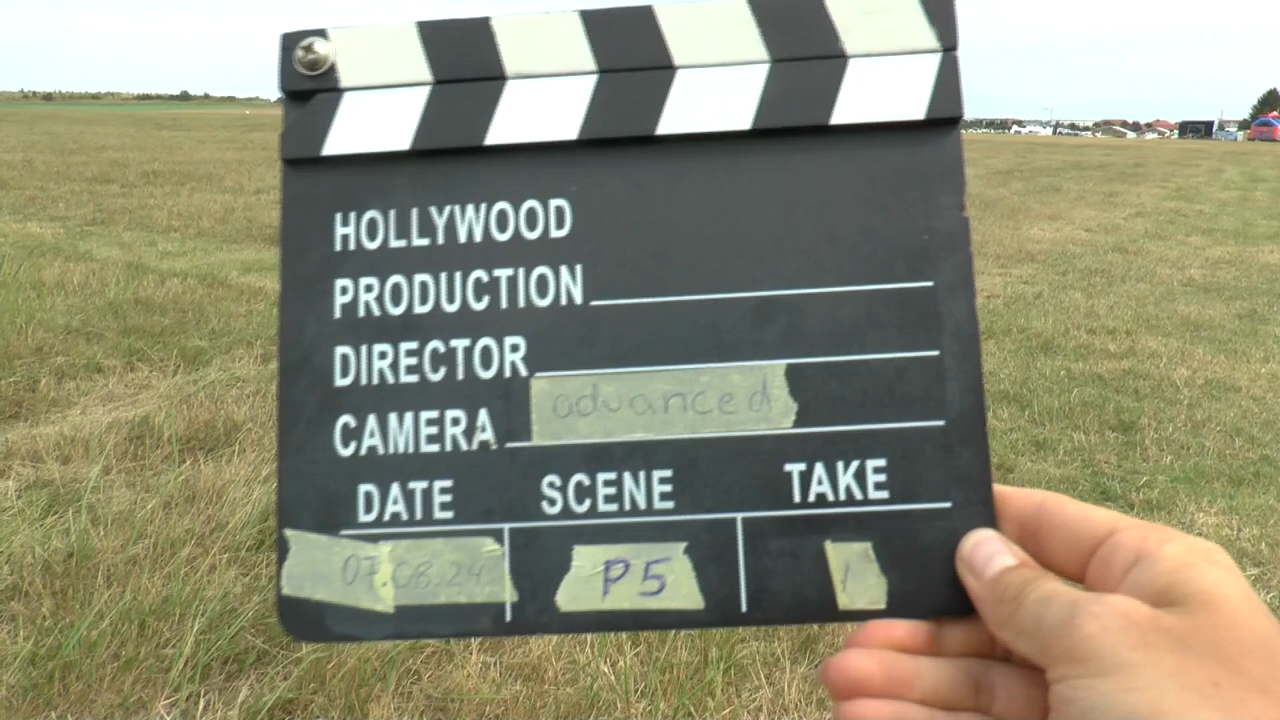 HOLLYWOOD
PRODUCTION
DIRECTOR
CAMERA advanced
DATE SCENE TAKE
07.08.24 P5 1